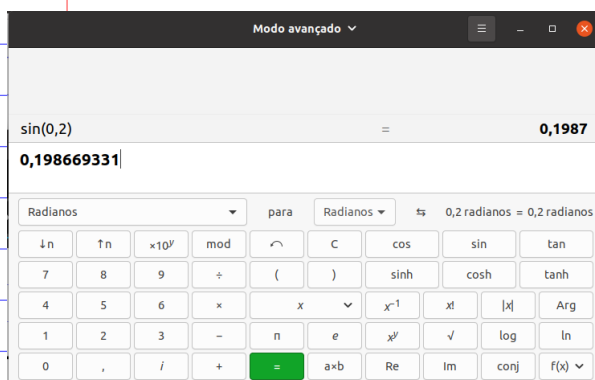 Modo avançado
sin(0,2) = 0,1987
0,198669331
Radianos para Radianos ⇆ 0,2 radianos = 0,2 radianos
↓n ↑n ×10ʸ mod C cos sin tan
7 8 9 ÷ ( ) sinh cosh tanh
4 5 6 × x x⁻¹ x! |x| Arg
1 2 3 − π e xʸ √ log ln
0 , i + = a×b Re Im conj f(x)